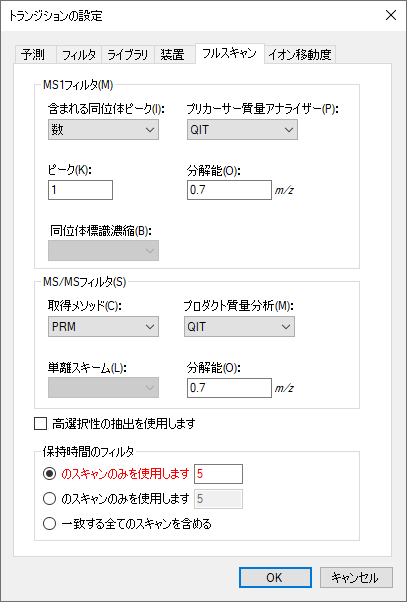 トランジションの設定
予測 フィルタ ライブラリ 装置 フルスキャン イオン移動度
MS1フィルタ(M)
含まれる同位体ピーク(I): プリカーサー質量アナライザー(P):
数 QIT
ピーク(K): 分解能(O):
1 0.7 m/z
同位体標識濃縮(B):
MS/MSフィルタ(S)
取得メソッド(C): プロダクト質量分析(M):
PRM QIT
単離スキーム(L): 分解能(O):
0.7 m/z
高選択性の抽出を使用します
保持時間のフィルタ
のスキャンのみを使用します 5
のスキャンのみを使用します 5
一致する全てのスキャンを含める
OK キャンセル